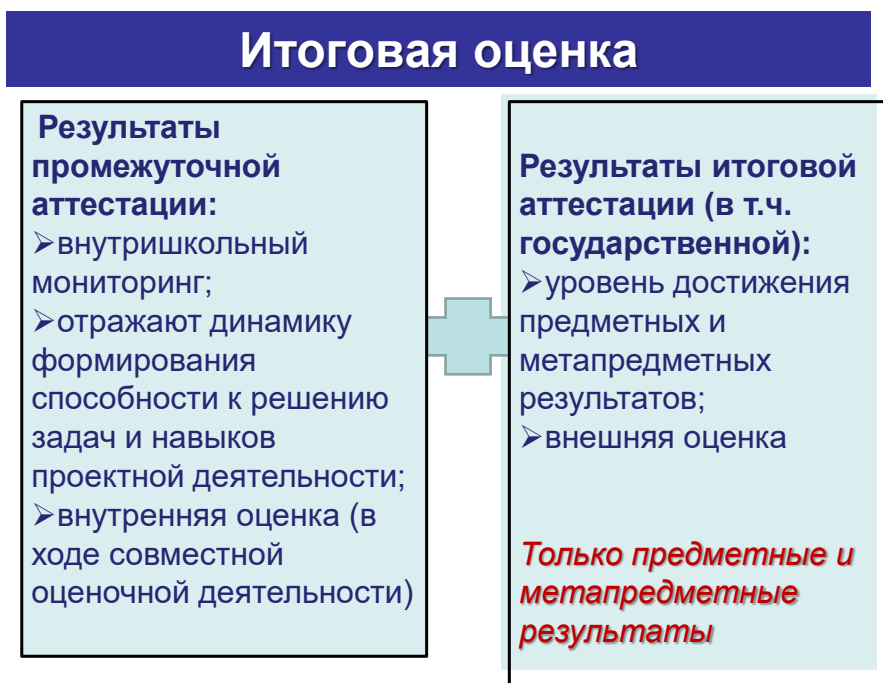 Итоговая оценка
Результаты
промежуточной
аттестации:
➢внутришкольный
мониторинг;
➢отражают динамику
формирования
способности к решению
задач и навыков
проектной деятельности;
➢внутренняя оценка (в
ходе совместной
оценочной деятельности)
Результаты итоговой
аттестации (в т.ч.
государственной):
➢уровень достижения
предметных и
метапредметных
результатов;
➢внешняя оценка
Только предметные и
метапредметные
результаты